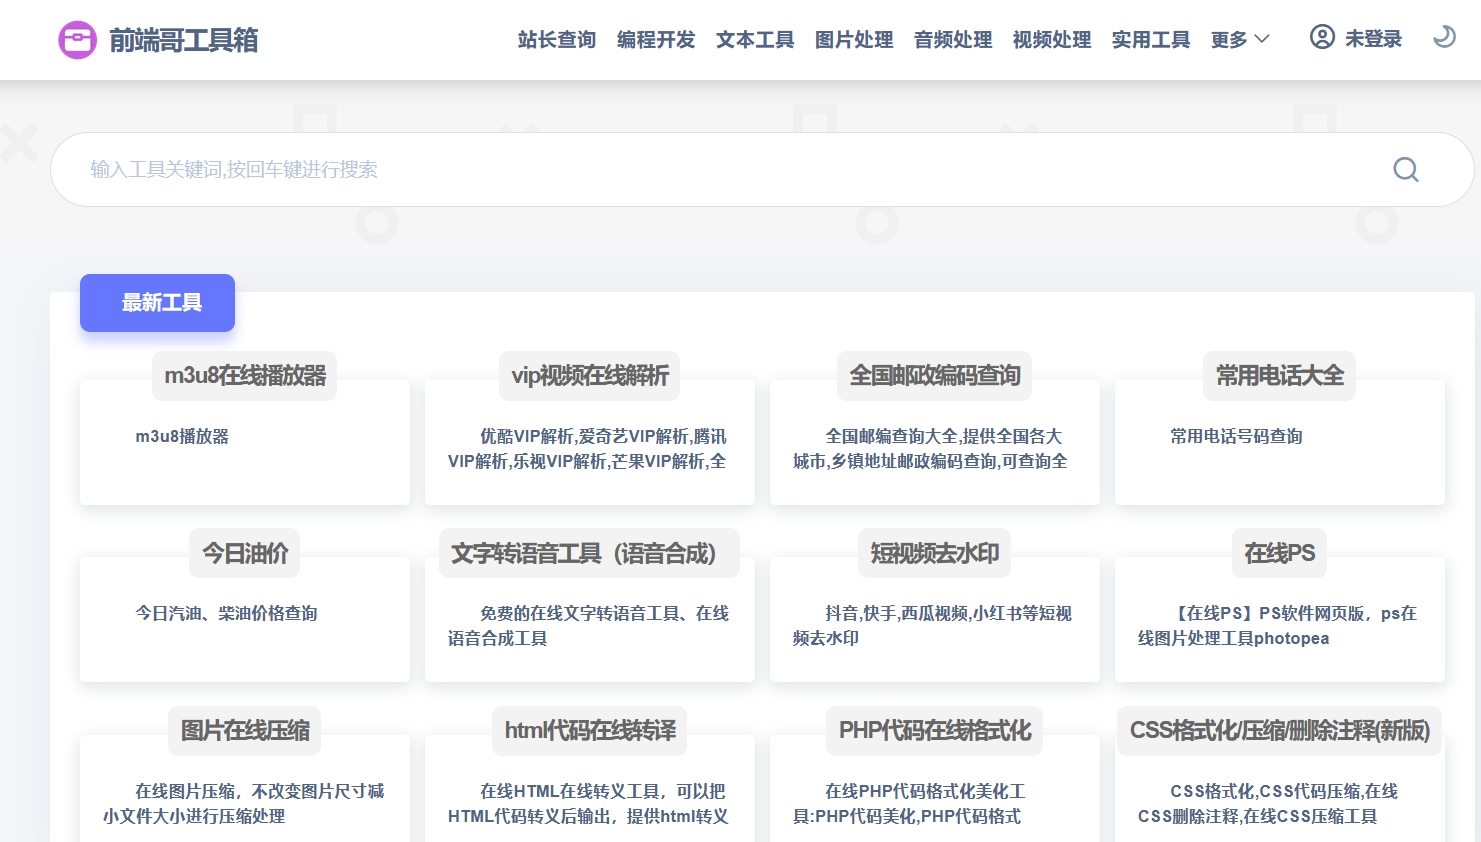 前端哥工具箱
站长查询 编程开发 文本工具 图片处理 音频处理 视频处理 实用工具 更多 未登录
输入工具关键词,按回车键进行搜索
最新工具
m3u8在线播放器
m3u8播放器
vip视频在线解析
优酷VIP解析,爱奇艺VIP解析,腾讯
VIP解析,乐视VIP解析,芒果VIP解析,全
全国邮政编码查询
全国邮编查询大全,提供全国各大
城市,乡镇地址邮政编码查询,可查询全
常用电话大全
常用电话号码查询
今日油价
今日汽油、柴油价格查询
文字转语音工具（语音合成）
免费的在线文字转语音工具、在线
语音合成工具
短视频去水印
抖音,快手,西瓜视频,小红书等短视
频去水印
在线PS
【在线PS】PS软件网页版，ps在
线图片处理工具photopea
图片在线压缩
在线图片压缩，不改变图片尺寸减
小文件大小进行压缩处理
html代码在线转译
在线HTML在线转义工具，可以把
HTML代码转义后输出，提供html转义
PHP代码在线格式化
在线PHP代码格式化美化工
具:PHP代码美化,PHP代码格式
CSS格式化/压缩/删除注释(新版)
CSS格式化,CSS代码压缩,在线
CSS删除注释,在线CSS压缩工具